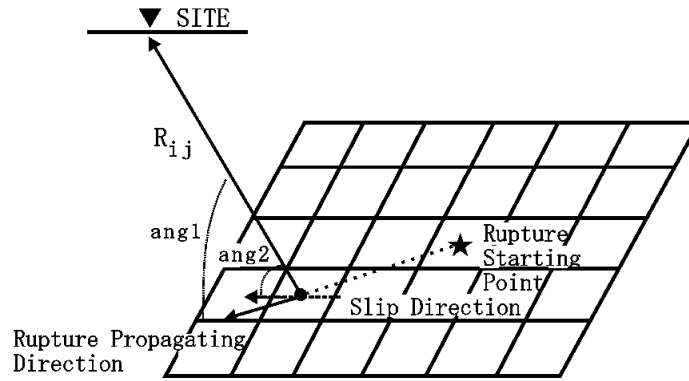 SITE
R_ij
ang1
ang2
Rupture
Starting
Point
Slip Direction
Rupture Propagating
Direction